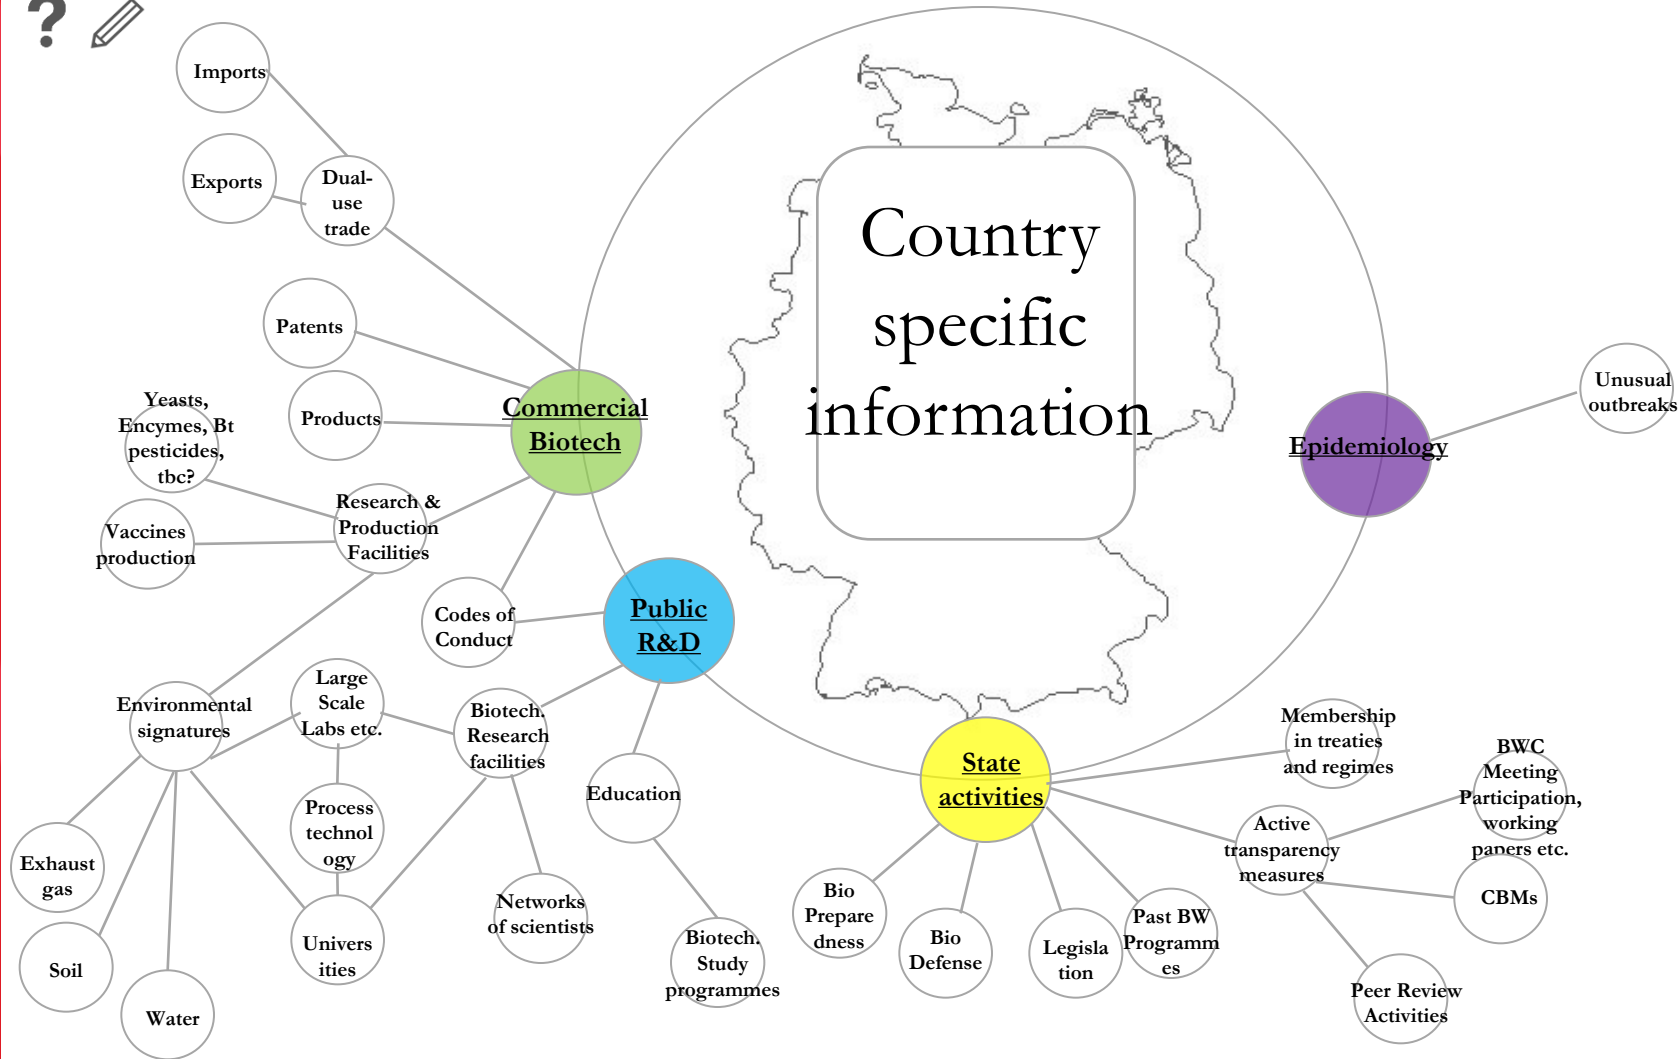 ?
Imports
Exports
Dual-
use
trade
Patents
Products
Yeasts,
Encymes, Bt
pesticides,
tbc?
Vaccines
production
Research &
Production
Facilities
Commercial
Biotech
Country
specific
information
Epidemiology
Unusual
outbreaks
Codes of
Conduct
Public
R&D
Environmental
signatures
Large
Scale
Labs etc.
Biotech.
Research
facilities
Process
technol
ogy
Education
Exhaust
gas
Soil
Water
Univers
ities
Networks
of scientists
Biotech.
Study
programmes
State
activities
Membership
in treaties
and regimes
BWC
Meeting
Participation,
working
papers etc.
Active
transparency
measures
CBMs
Peer Review
Activities
Bio
Prepare
dness
Bio
Defense
Legisla
tion
Past BW
Programm
es